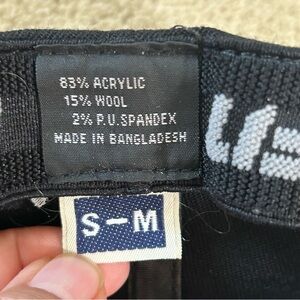 83% ACRYLIC
15% WOOL
2% P.U.SPANDEX
MADE IN BANGLADESH
S-M